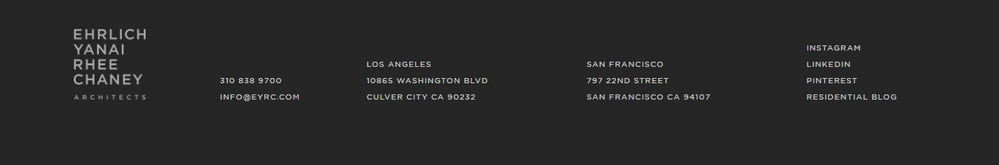 EHRLICH
YANAI
RHEE
CHANEY
ARCHITECTS
310 838 9700
INFO@EYRC.COM
LOS ANGELES
10865 WASHINGTON BLVD
CULVER CITY CA 90232
SAN FRANCISCO
797 22ND STREET
SAN FRANCISCO CA 94107
INSTAGRAM
LINKEDIN
PINTEREST
RESIDENTIAL BLOG